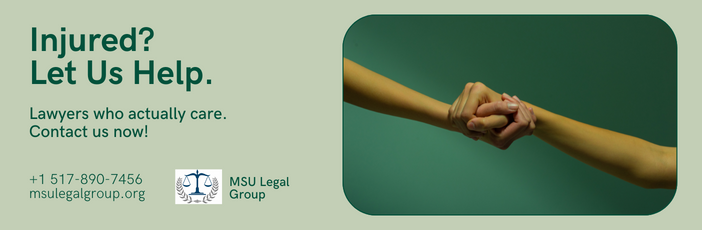 Injured?
Let Us Help.
Lawyers who actually care.
Contact us now!
+1 517-890-7456
msulegalgroup.org
MSU Legal
Group